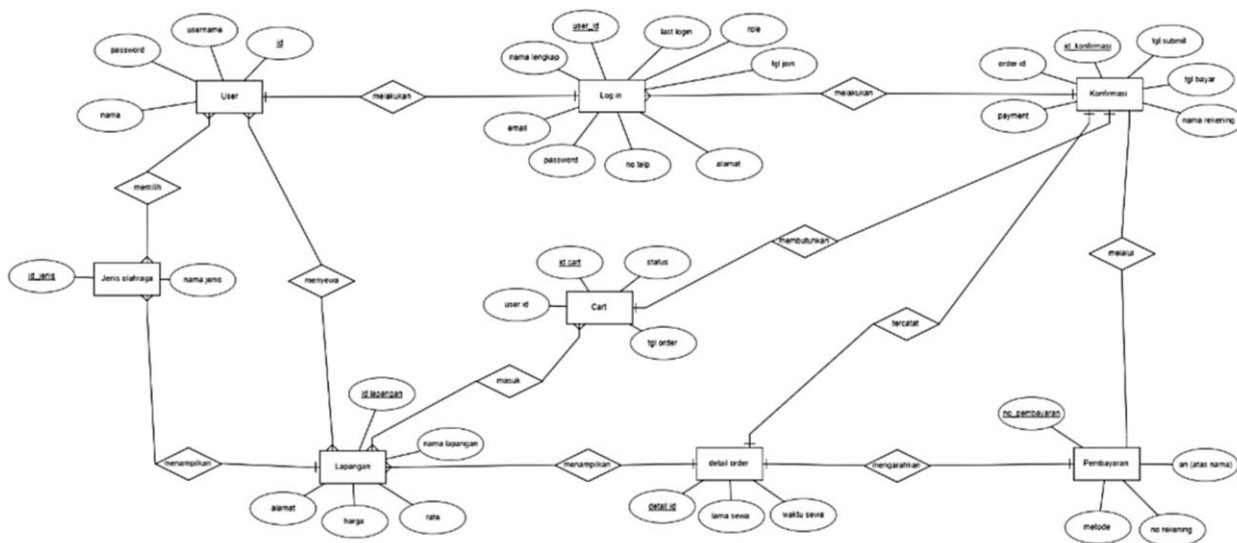 username
id
password
User
nama
melakukan
user_id
last login
role
nama lengkap
tgl join
Log in
email
password
no telp
alamat
melakukan
id_konfirmasi
tgl submit
order id
tgl bayar
Konfirmasi
payment
nama rekening
memilih
id_jenis
Jenis olahraga
nama jenis
menyewa
membutuhkan
melalui
id cart
status
user id
Cart
tgl order
tercatat
masuk
id lapangan
nama lapangan
menampilkan
Lapangan
alamat
harga
rate
menampilkan
detail order
detail id
lama sewa
waktu sewa
mengarahkan
no_pembayaran
Pembayaran
an (atas nama)
metode
no rekening